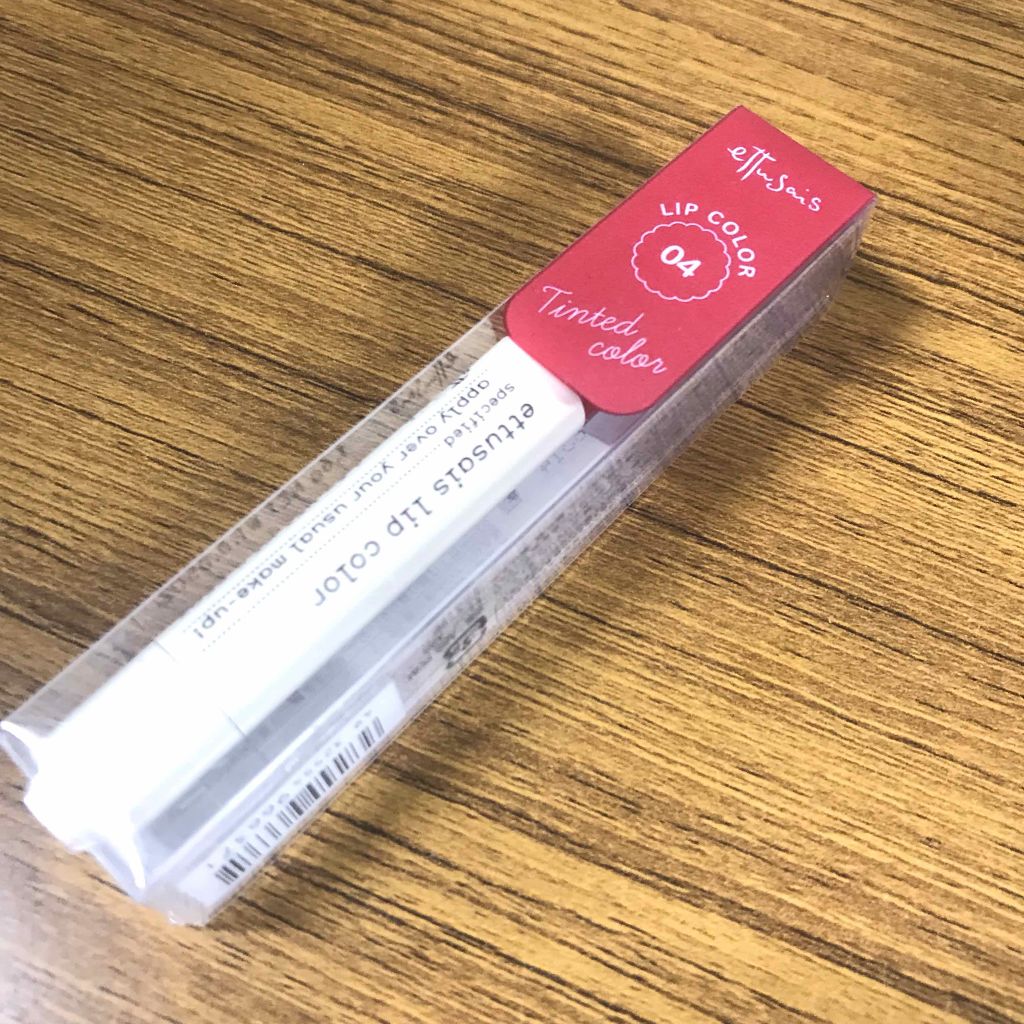 ettusais
LIP COLOR
04
Tinted
color
ettusais lip color
specified
apply over your usual make-up!